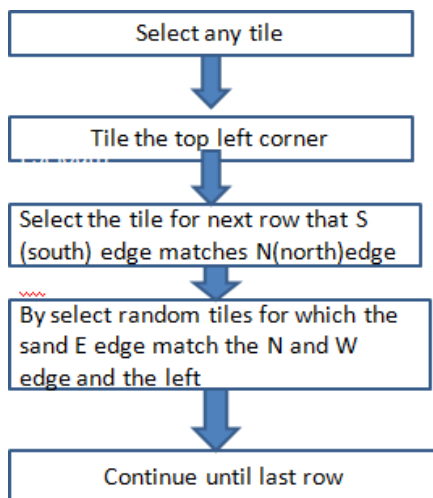 Select any tile
Tile the top left corner
Select the tile for next row that S
(south) edge matches N(north)edge
By select random tiles for which the
sand E edge match the N and W
edge and the left
Continue until last row